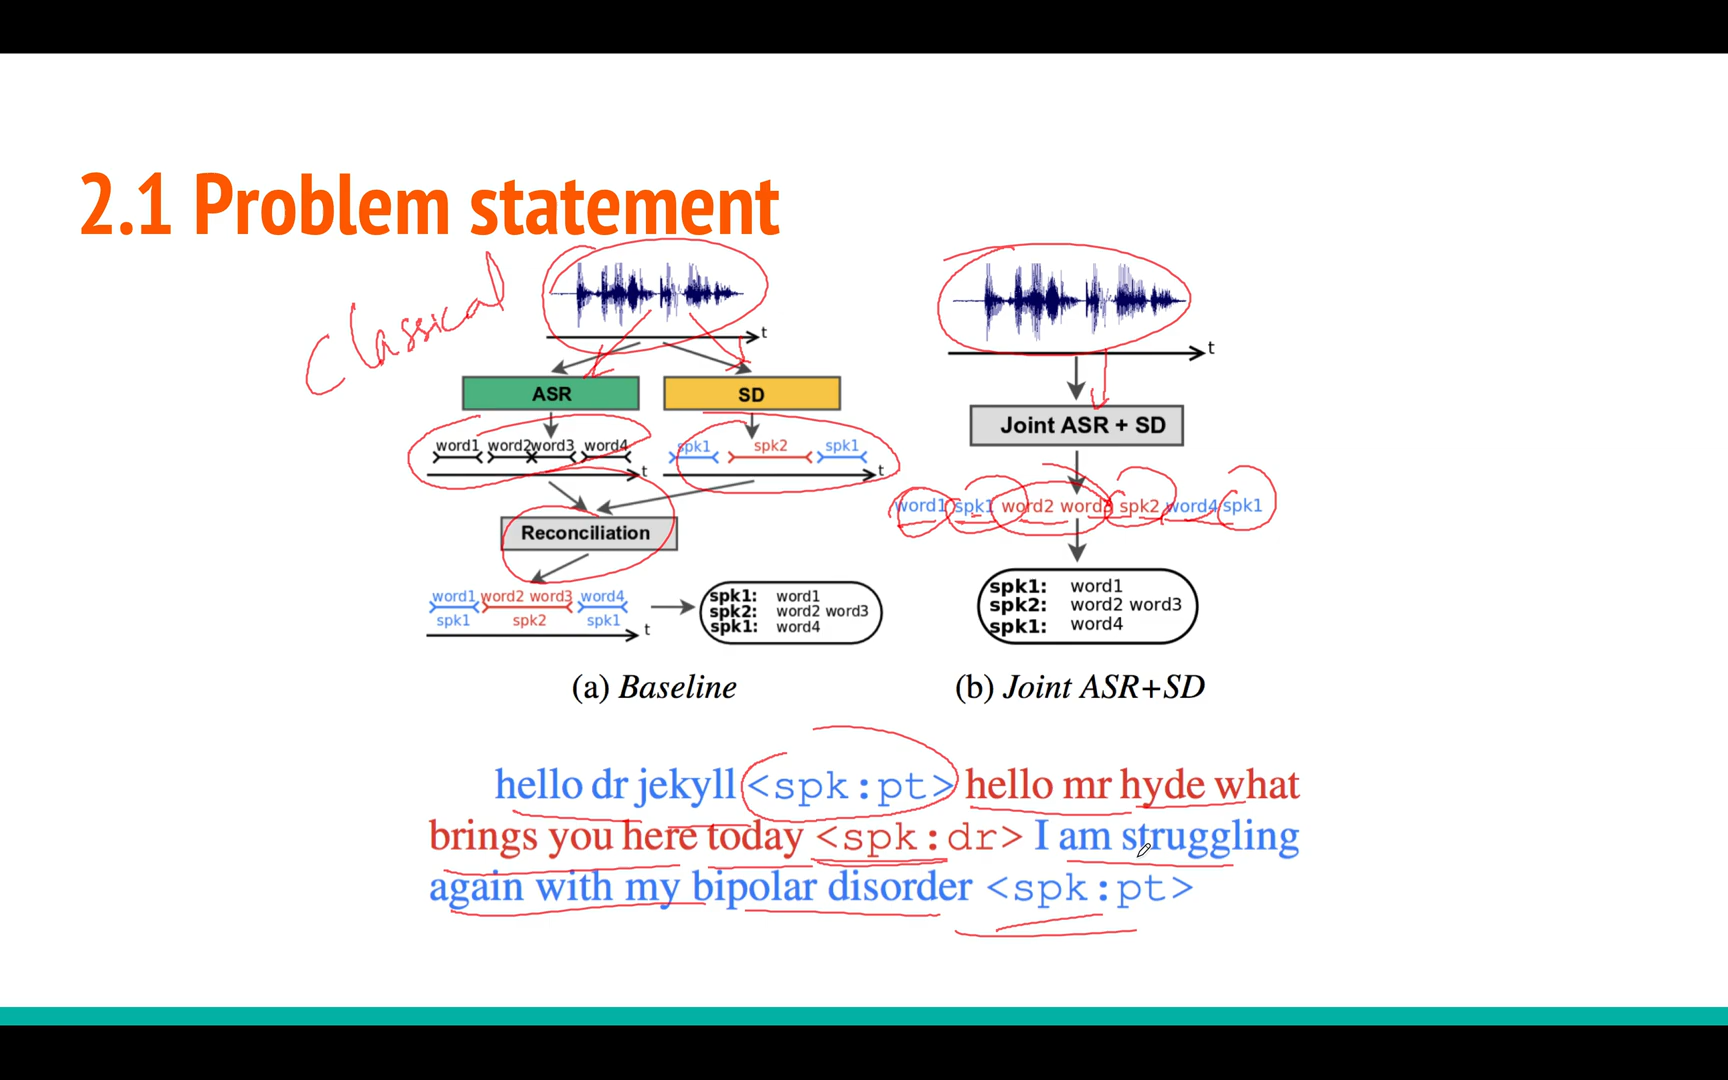 2.1 Problem statement
Classical
t
ASR
SD
word1 word2 word3 word4
t
spk1 spk2 spk1
t
Reconciliation
word1 word2 word3 word4
spk1 spk2 spk1
t
spk1: word1
spk2: word2 word3
spk1: word4
(a) Baseline
t
Joint ASR + SD
word1 spk1 word2 word3 spk2 word4 spk1
spk1: word1
spk2: word2 word3
spk1: word4
(b) Joint ASR+SD
hello dr jekyll <spk:pt> hello mr hyde what
brings you here today <spk:dr> I am struggling
again with my bipolar disorder <spk:pt>